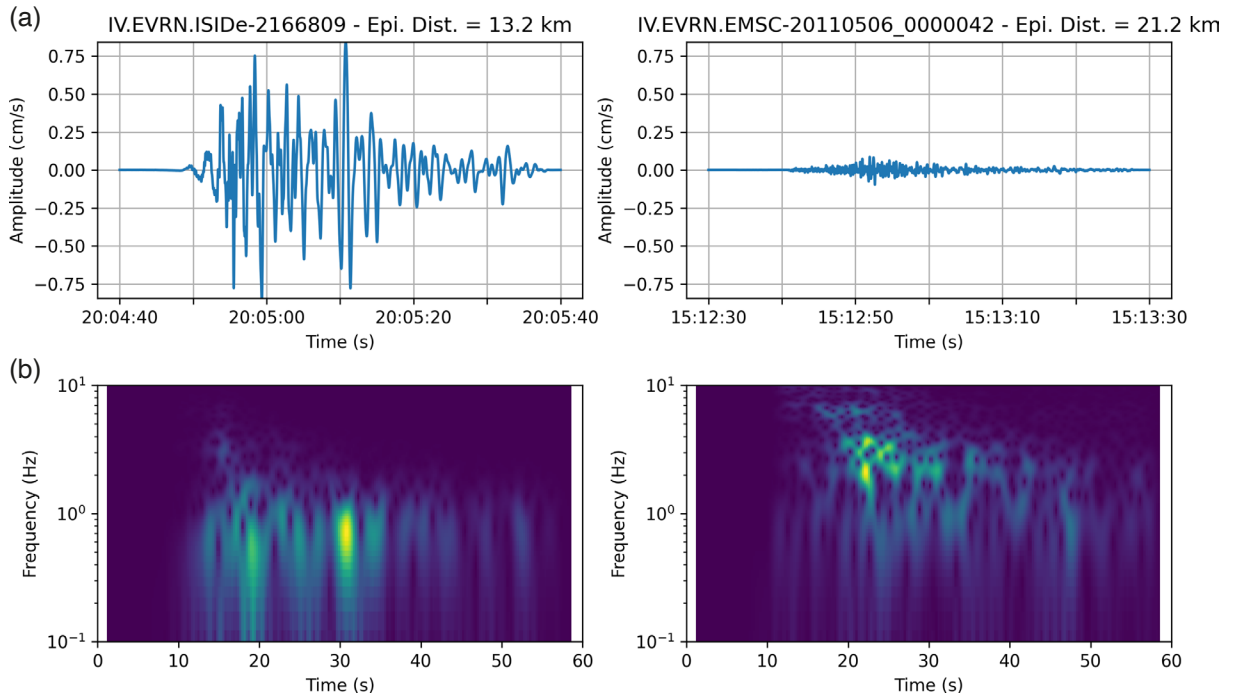 (a)
IV.EVRN.ISIDe-2166809 - Epi. Dist. = 13.2 km
Amplitude (cm/s)
0.75
0.50
0.25
0.00
−0.25
−0.50
−0.75
20:04:40 20:05:00 20:05:20 20:05:40
Time (s)
IV.EVRN.EMSC-20110506_0000042 - Epi. Dist. = 21.2 km
Amplitude (cm/s)
0.75
0.50
0.25
0.00
−0.25
−0.50
−0.75
15:12:30 15:12:50 15:13:10 15:13:30
Time (s)
(b)
Frequency (Hz)
10¹
10⁰
10⁻¹
0 10 20 30 40 50 60
Time (s)
Frequency (Hz)
10¹
10⁰
10⁻¹
0 10 20 30 40 50 60
Time (s)